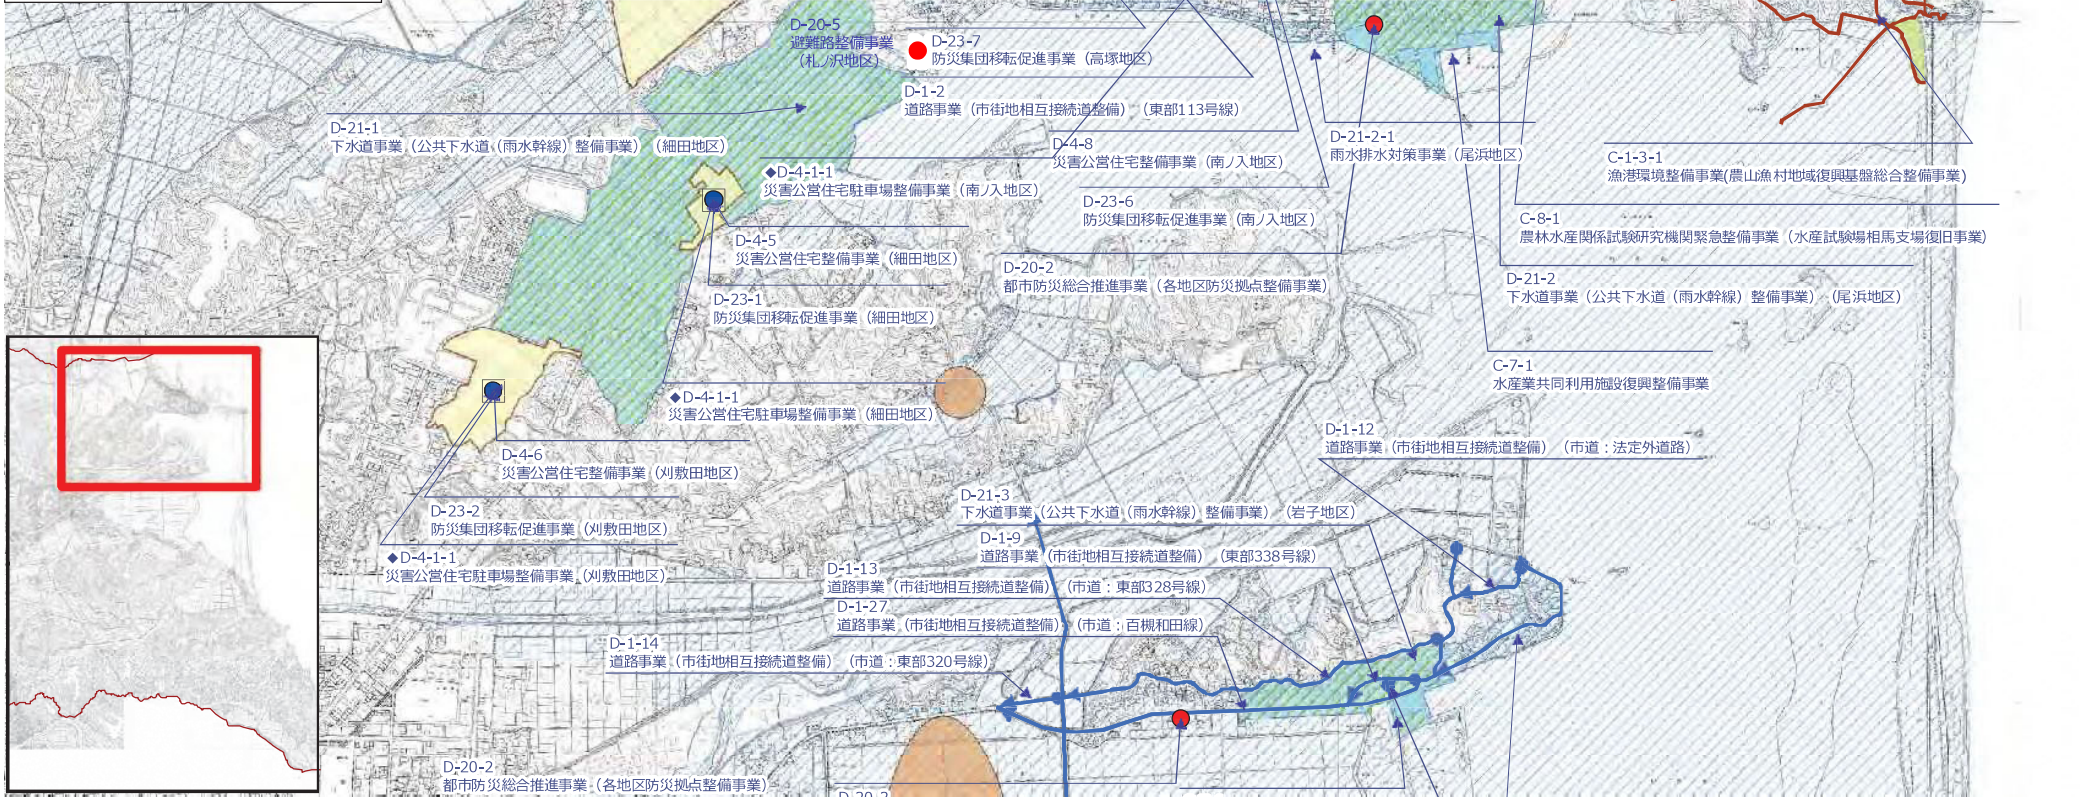 D-20-5
避難路整備事業
（札ノ沢地区）
D-23-7
防災集団移転促進事業（高塚地区）
D-1-2
道路事業（市街地相互接続道整備）（東部113号線）
D-21-1
下水道事業（公共下水道（雨水幹線）整備事業）（細田地区）
D-4-8
災害公営住宅整備事業（南ノ入地区）
D-21-2-1
雨水排水対策事業（尾浜地区）
C-1-3-1
漁港環境整備事業(農山漁村地域復興基盤総合整備事業)
◆D-4-1-1
災害公営住宅駐車場整備事業（南ノ入地区）
D-23-6
防災集団移転促進事業（南ノ入地区）
C-8-1
農林水産関係試験研究機関緊急整備事業（水産試験場相馬支場復旧事業）
D-4-5
災害公営住宅整備事業（細田地区）
D-20-2
都市防災総合推進事業（各地区防災拠点整備事業）
D-21-2
下水道事業（公共下水道（雨水幹線）整備事業）（尾浜地区）
D-23-1
防災集団移転促進事業（細田地区）
C-7-1
水産業共同利用施設復興整備事業
◆D-4-1-1
災害公営住宅駐車場整備事業（細田地区）
D-1-12
道路事業（市街地相互接続道整備）（市道：法定外道路）
D-4-6
災害公営住宅整備事業（刈敷田地区）
D-21-3
下水道事業（公共下水道（雨水幹線）整備事業）（岩子地区）
D-23-2
防災集団移転促進事業（刈敷田地区）
D-1-9
道路事業（市街地相互接続道整備）（東部338号線）
◆D-4-1-1
災害公営住宅駐車場整備事業（刈敷田地区）
D-1-13
道路事業（市街地相互接続道整備）（市道：東部328号線）
D-1-27
道路事業（市街地相互接続道整備）（市道：百槻和田線）
D-1-14
道路事業（市街地相互接続道整備）（市道：東部320号線）
D-20-2
都市防災総合推進事業（各地区防災拠点整備事業）